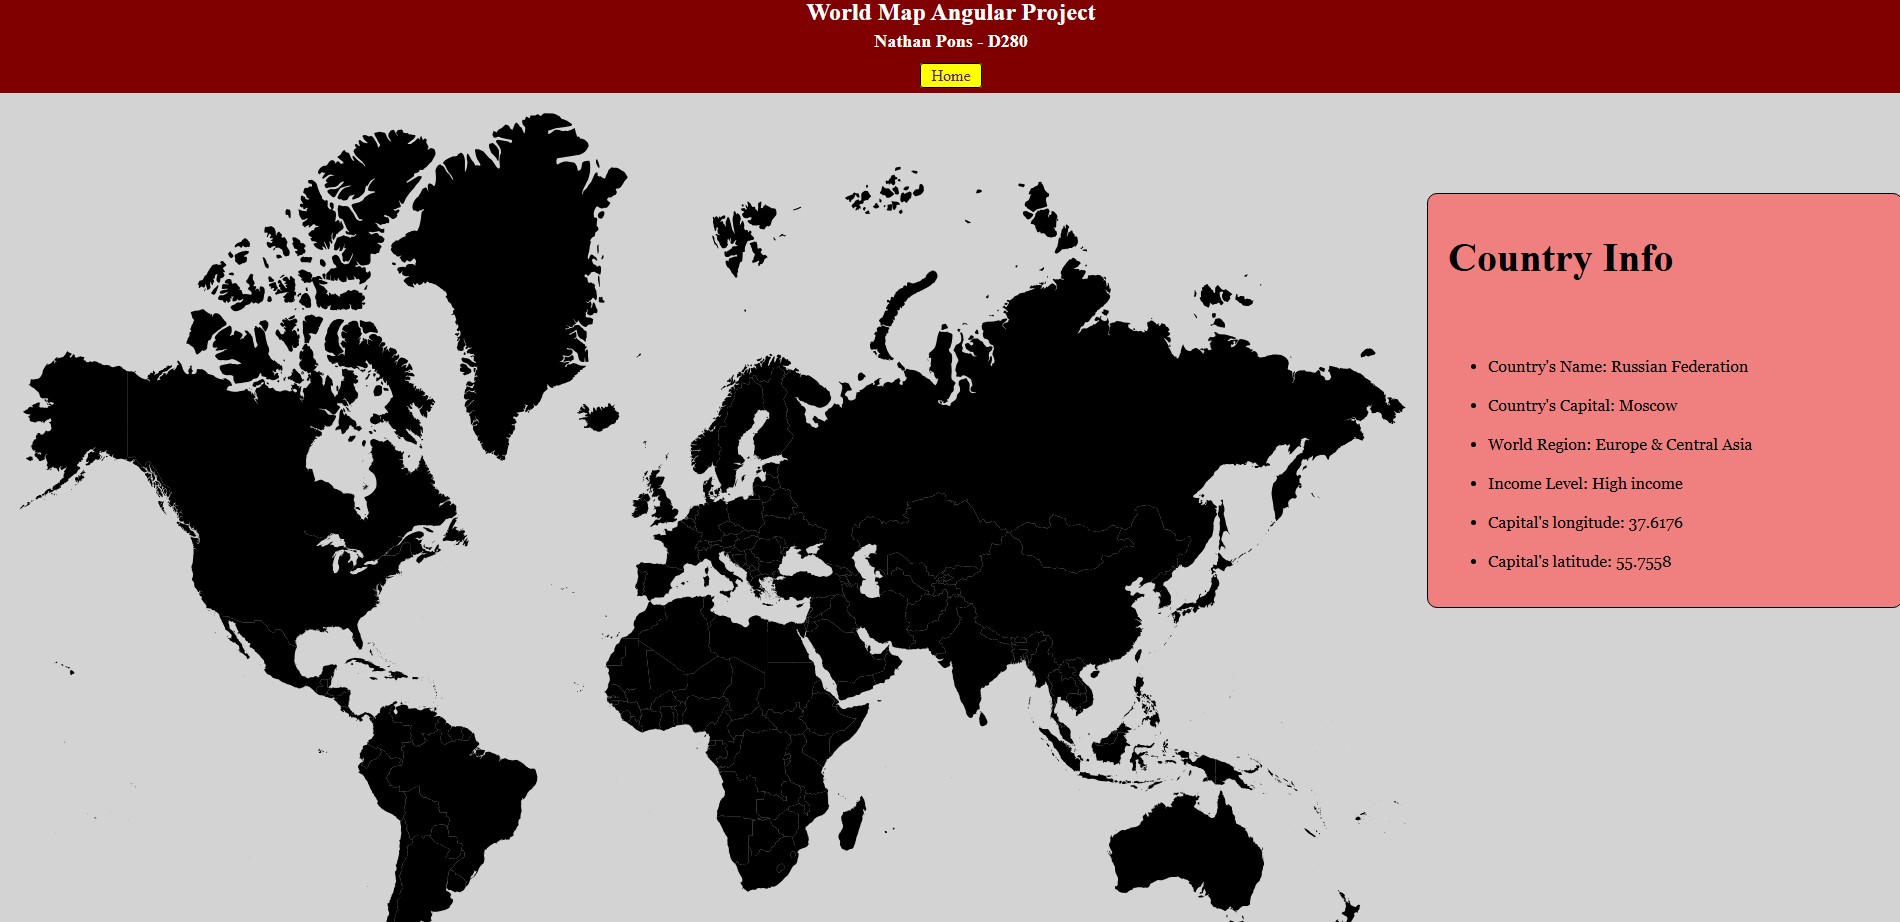 World Map Angular Project
Nathan Pons - D280
Home
Country Info
Country's Name: Russian Federation
Country's Capital: Moscow
World Region: Europe & Central Asia
Income Level: High income
Capital's longitude: 37.6176
Capital's latitude: 55.7558